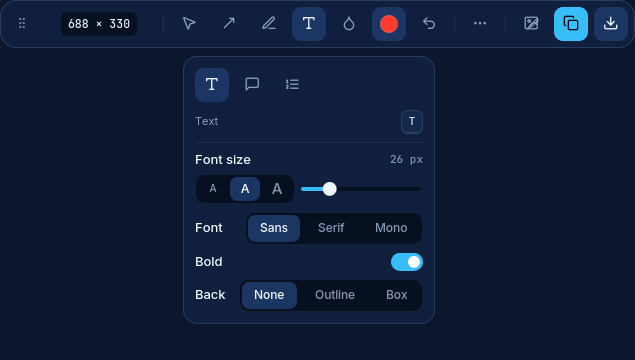 688 × 330
Text T
Font size 26 px
A A A
Font Sans Serif Mono
Bold
Back None Outline Box